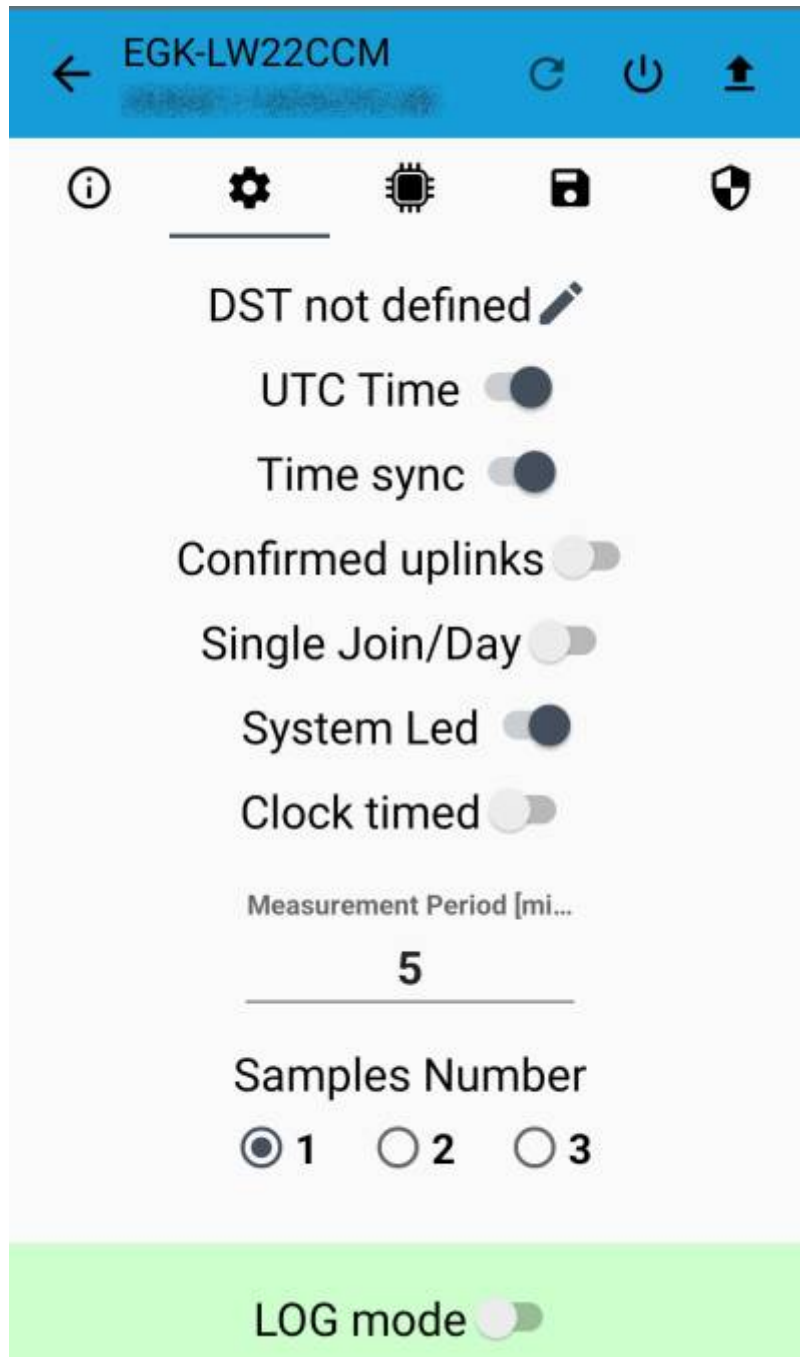 EGK-LW22CCM
DST not defined
UTC Time
Time sync
Confirmed uplinks
Single Join/Day
System Led
Clock timed
Measurement Period [mi...
5
Samples Number
1 2 3
LOG mode